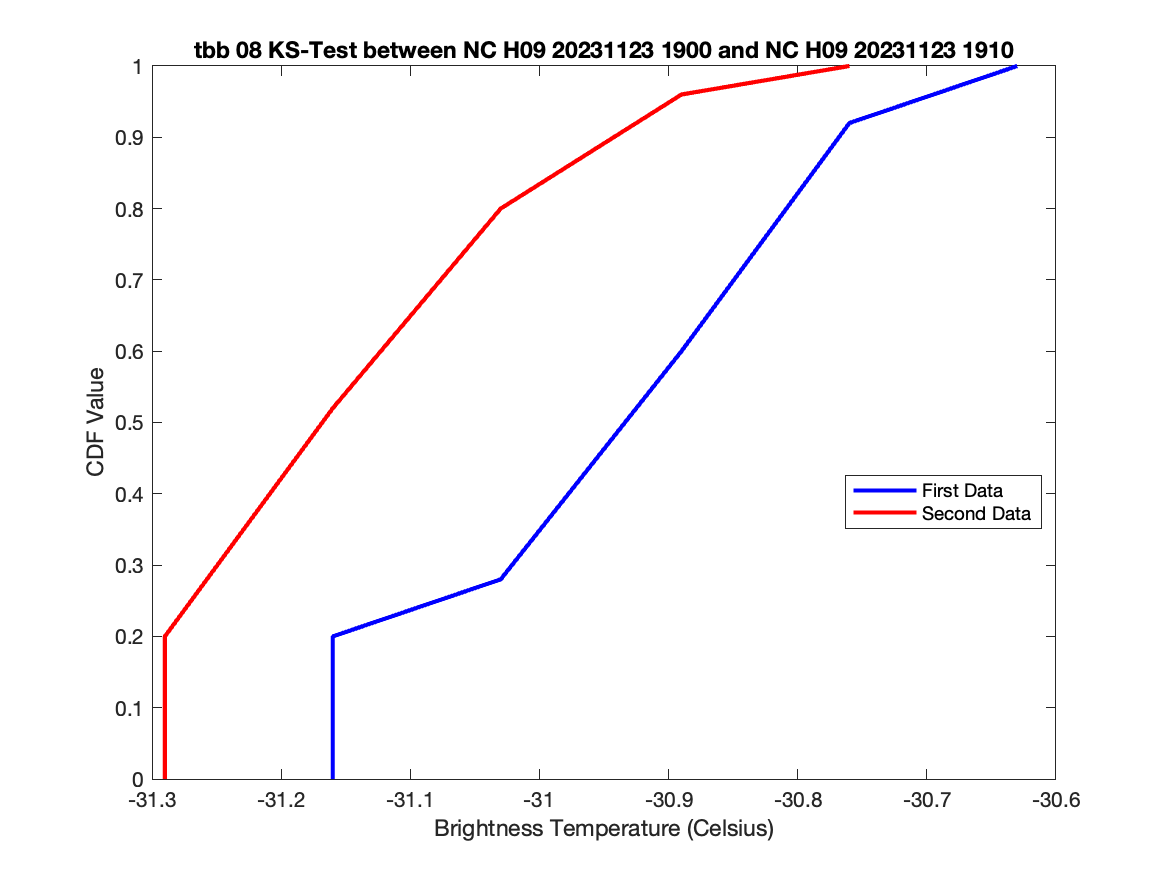 tbb 08 KS-Test between NC H09 20231123 1900 and NC H09 20231123 1910
1
0.9
0.8
0.7
0.6
0.5
0.4
0.3
0.2
0.1
0
CDF Value
First Data
Second Data
-31.3 -31.2 -31.1 -31 -30.9 -30.8 -30.7 -30.6
Brightness Temperature (Celsius)